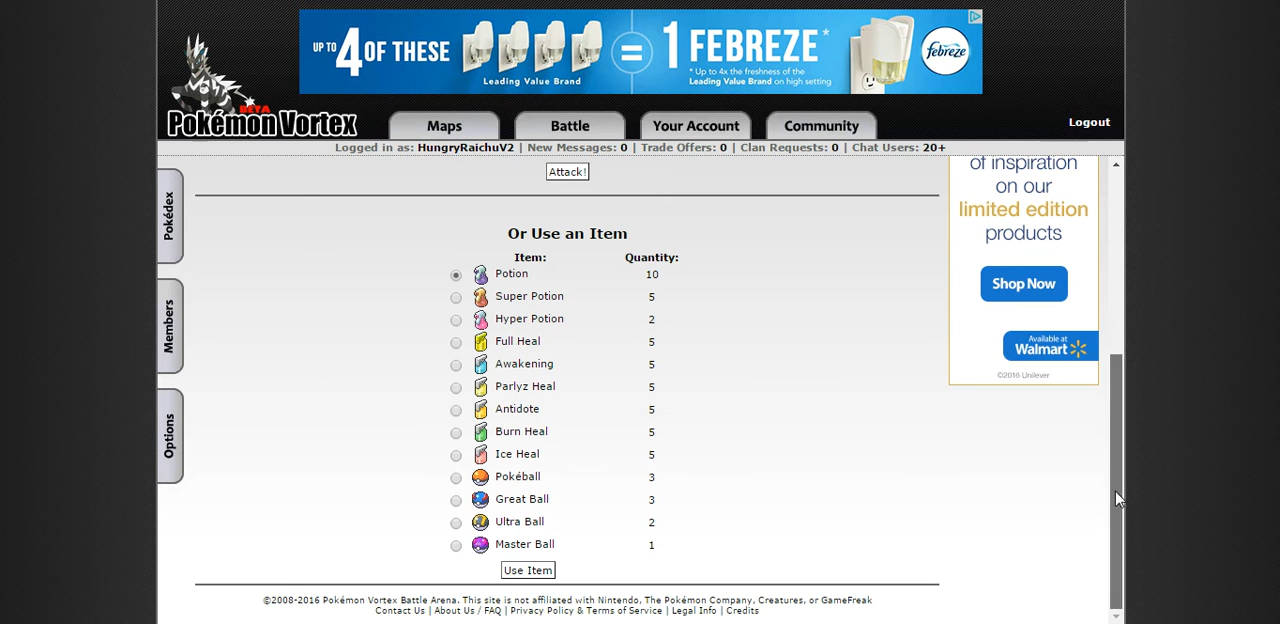 UP TO 4 OF THESE = 1 FEBREZE*
Leading Value Brand
* Up to 4x the freshness of the
Leading Value Brand on high setting
febreze
BETA
Pokémon Vortex
Maps
Battle
Your Account
Community
Logout
Logged in as: HungryRaichuV2 | New Messages: 0 | Trade Offers: 0 | Clan Requests: 0 | Chat Users: 20+
Pokédex
Members
Options
Attack!
of inspiration
on our
limited edition
products
Shop Now
Available at
Walmart
©2016 Unilever
Or Use an Item
Item: Quantity:
Potion 10
Super Potion 5
Hyper Potion 2
Full Heal 5
Awakening 5
Parlyz Heal 5
Antidote 5
Burn Heal 5
Ice Heal 5
Pokéball 3
Great Ball 3
Ultra Ball 2
Master Ball 1
Use Item
©2008-2016 Pokémon Vortex Battle Arena. This site is not affiliated with Nintendo, The Pokémon Company, Creatures, or GameFreak
Contact Us | About Us / FAQ | Privacy Policy & Terms of Service | Legal Info | Credits